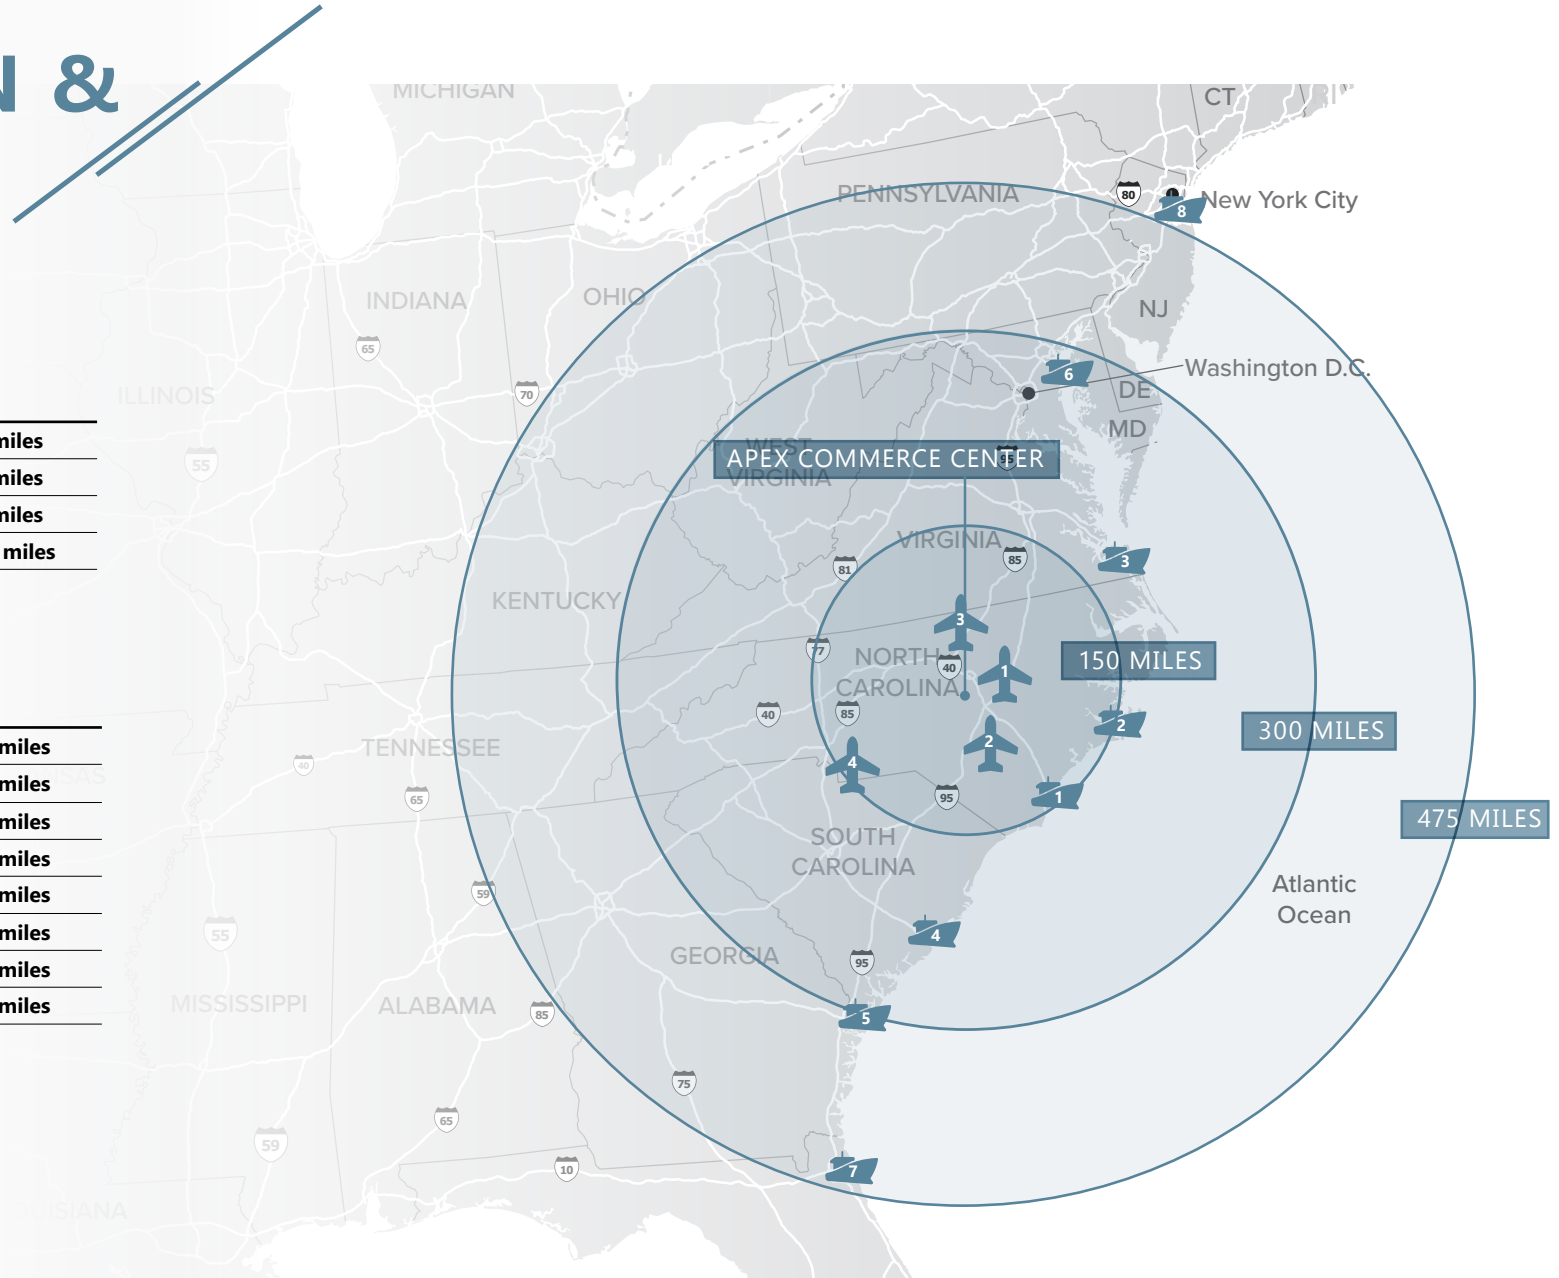 N &
miles
miles
miles
miles
miles
miles
miles
miles
miles
miles
miles
miles
MICHIGAN
CT
PENNSYLVANIA
80
New York City
8
INDIANA
OHIO
NJ
65
Washington D.C.
6
70
DE
ILLINOIS
MD
WEST
VIRGINIA
APEX COMMERCE CENTER
95
55
VIRGINIA
81
85
3
KENTUCKY
3
77
NORTH
CAROLINA
40
1
150 MILES
40
85
2
2
300 MILES
TENNESSEE
40
4
65
95
1
475 MILES
SOUTH
CAROLINA
Atlantic
Ocean
59
55
4
GEORGIA
95
MISSISSIPPI
ALABAMA
85
5
75
65
59
10
7